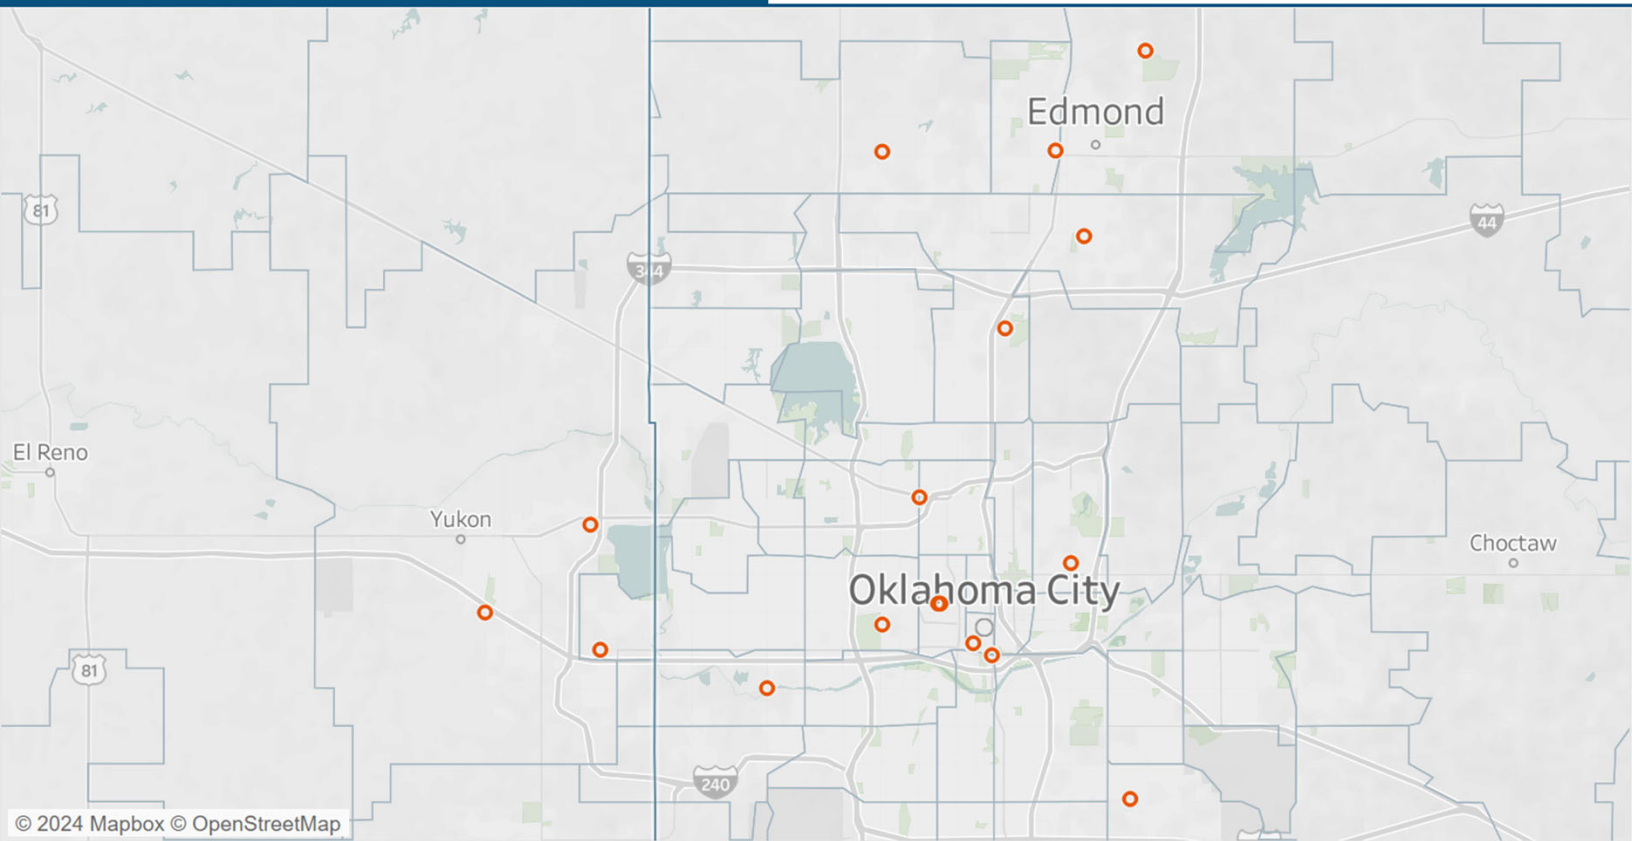 Edmond
81
44
344
El Reno
Yukon
Choctaw
Oklahoma City
81
240
© 2024 Mapbox © OpenStreetMap